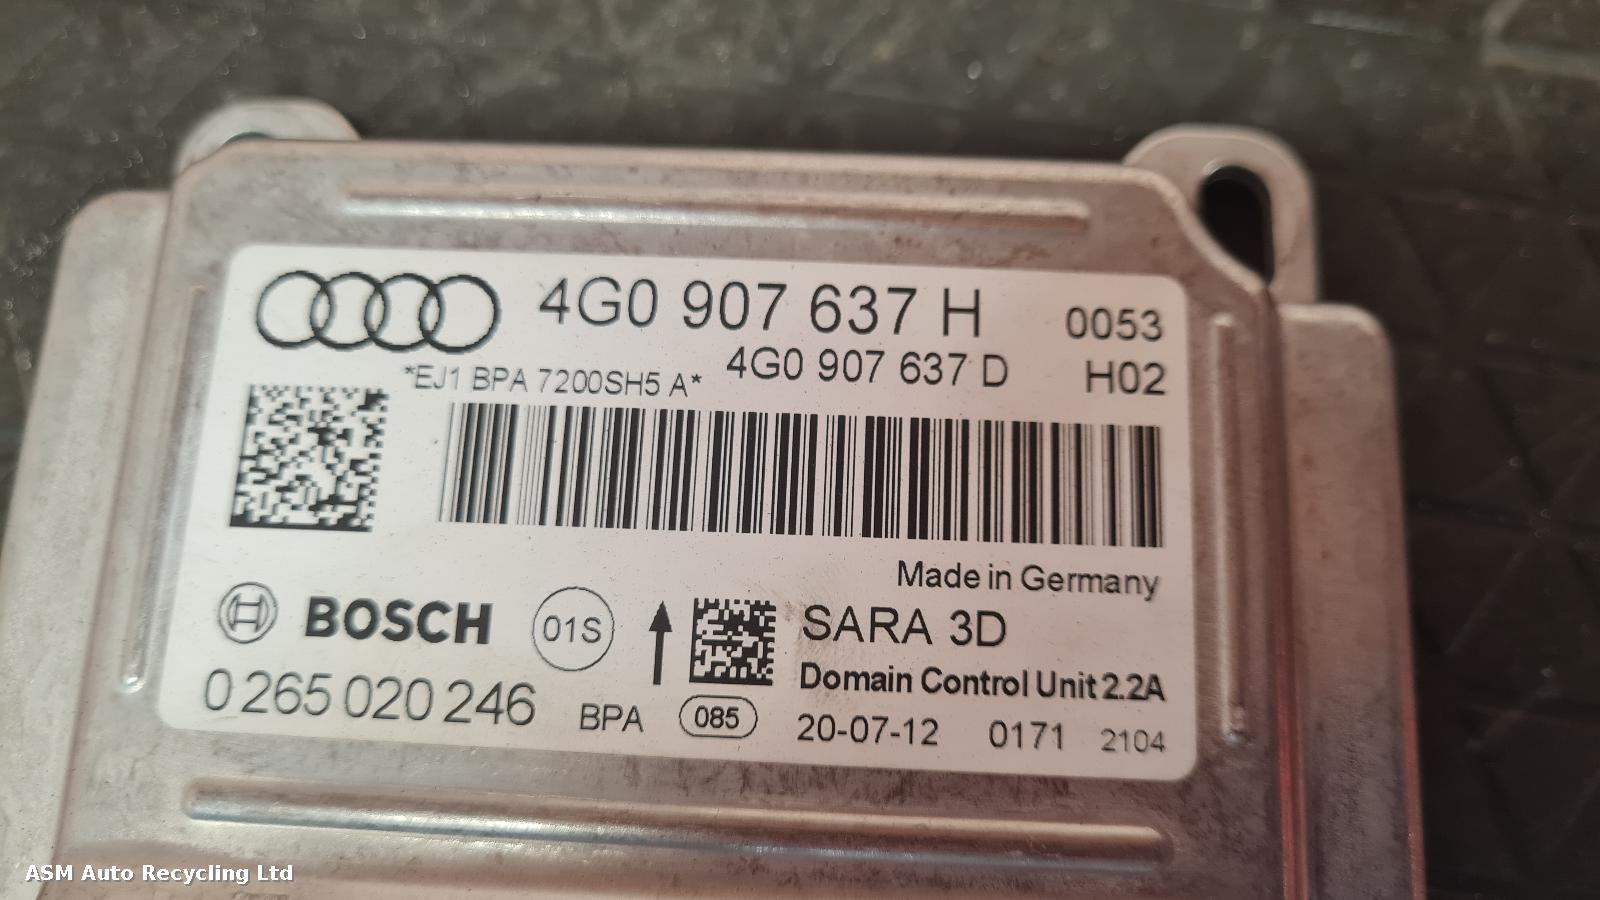 4G0 907 637 H 0053
4G0 907 637 D H02
*EJ1 BPA 7200SH5 A*
Made in Germany
BOSCH 01S SARA 3D
Domain Control Unit 2.2A
0 265 020 246 BPA 085 20-07-12 0171 2104
ASM Auto Recycling Ltd